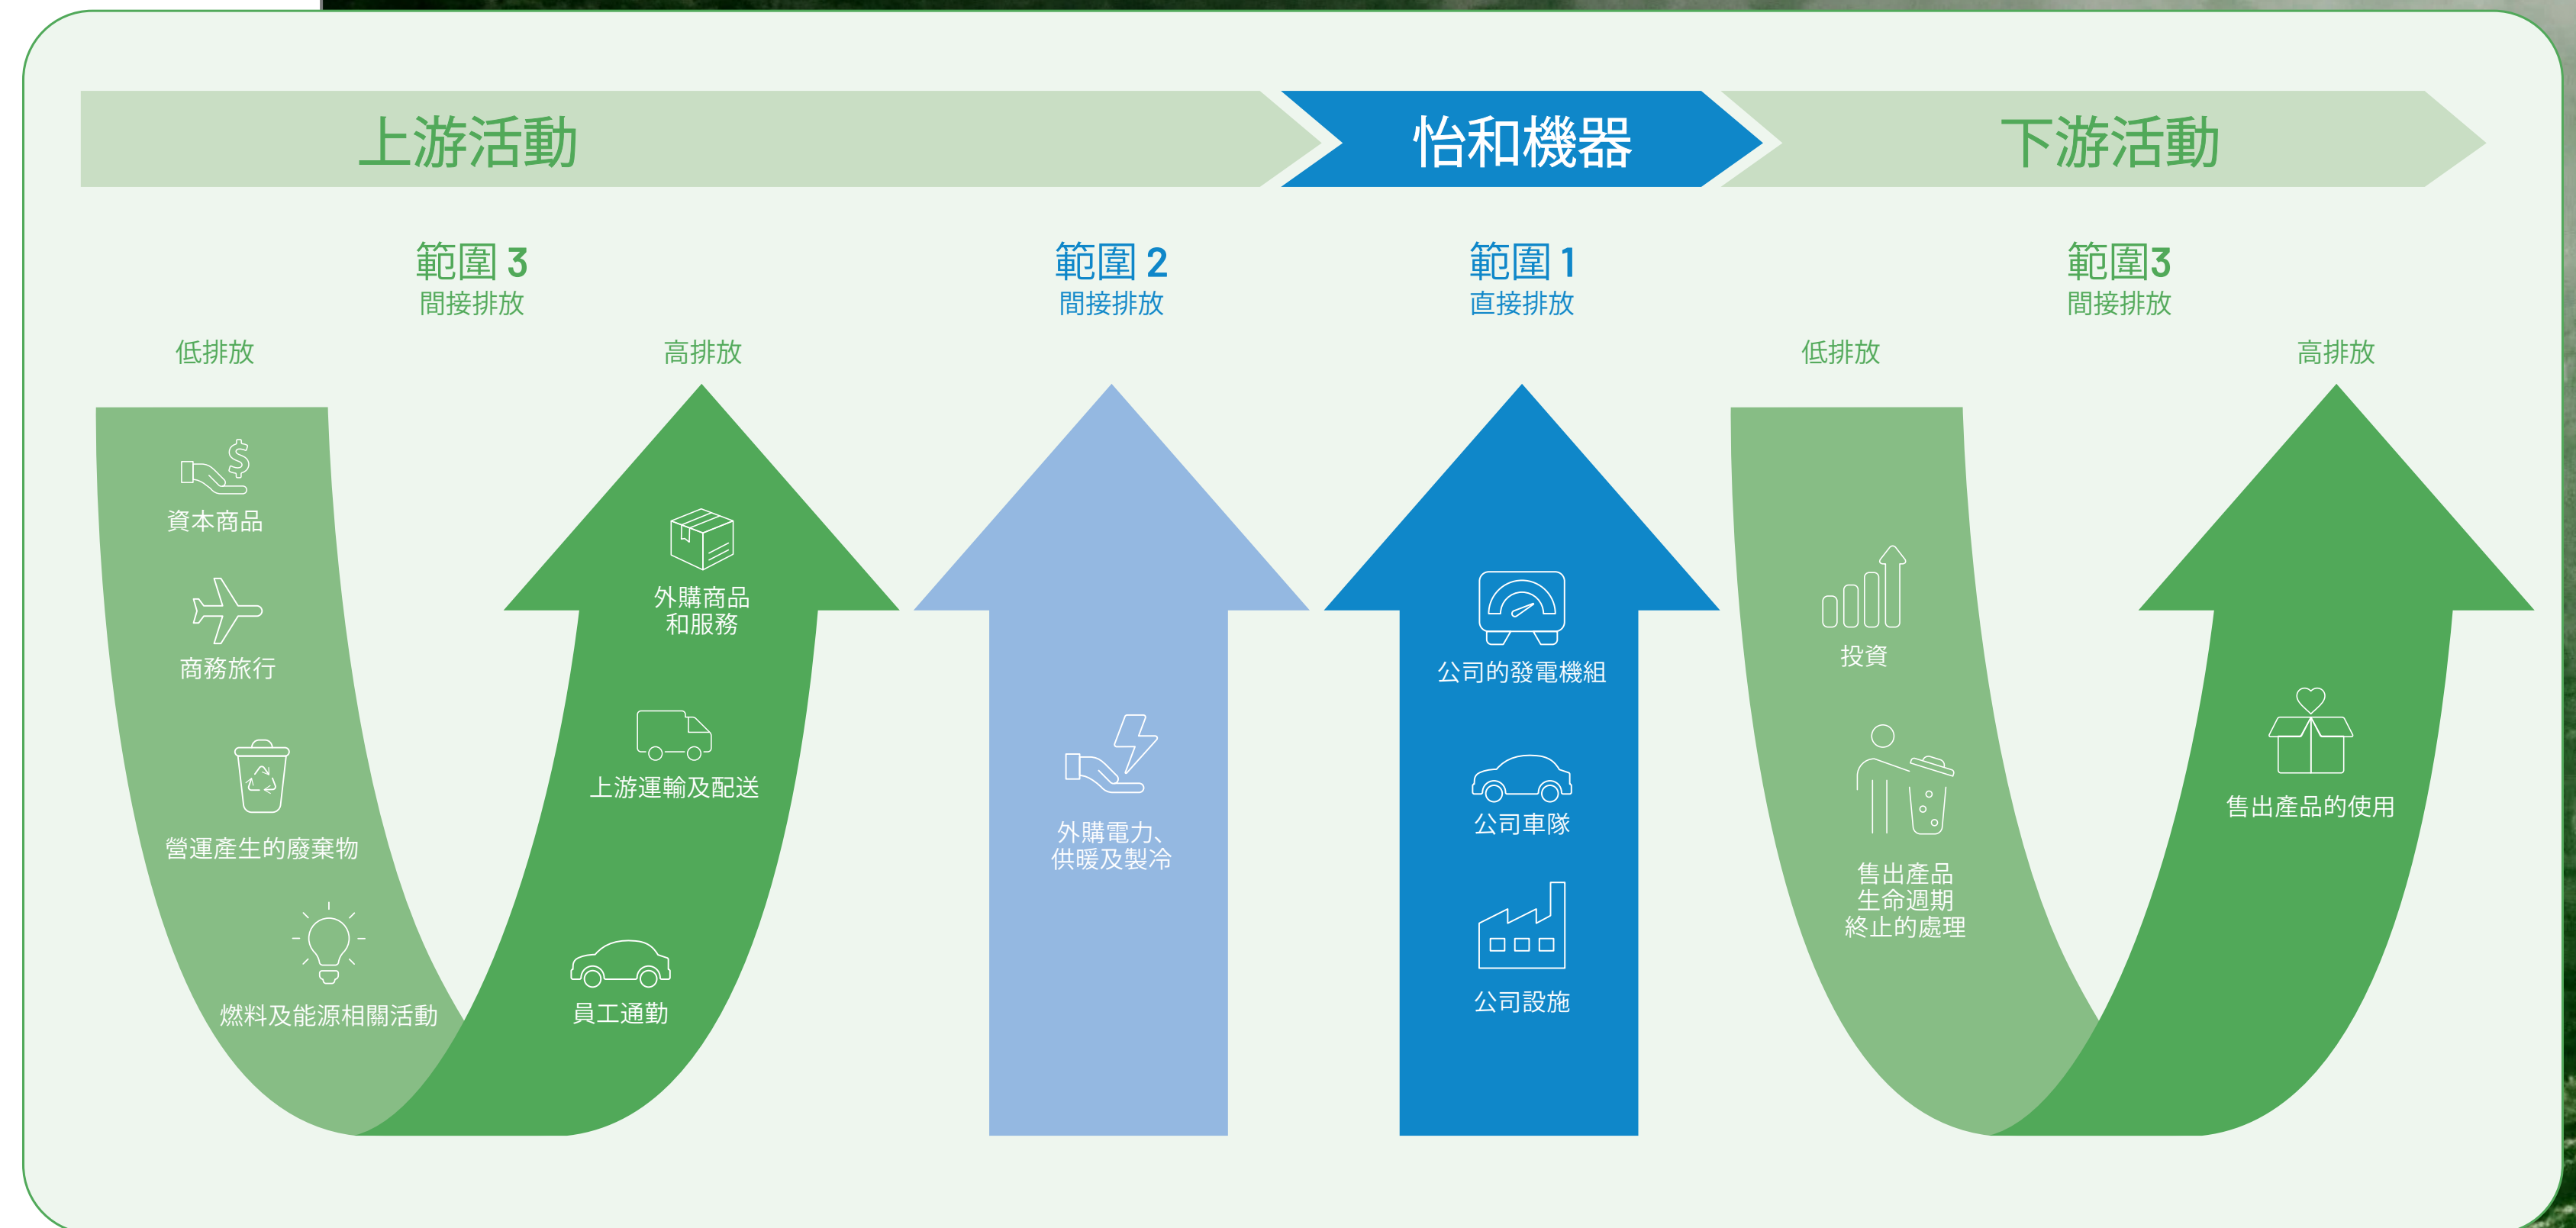 上游活動
怡和機器
下游活動
範圍 3
間接排放
範圍 2
間接排放
範圍 1
直接排放
範圍3
間接排放
低排放
高排放
低排放
高排放
資本商品
商務旅行
營運產生的廢棄物
燃料及能源相關活動
外購商品
和服務
上游運輸及配送
員工通勤
外購電力、
供暖及製冷
公司的發電機組
公司車隊
公司設施
投資
售出產品
生命週期
終止的處理
售出產品的使用